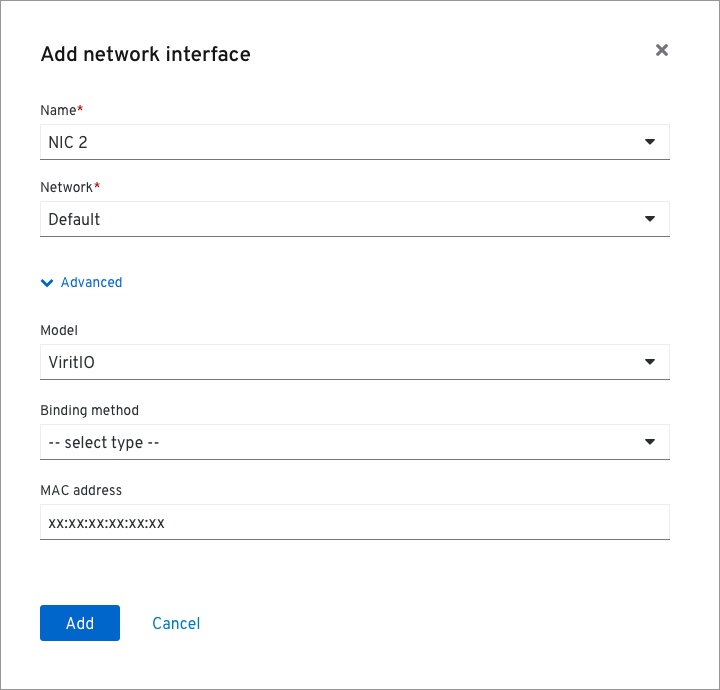 Add network interface
Name*
NIC 2
Network*
Default
Advanced
Model
ViritIO
Binding method
-- select type --
MAC address
xx:xx:xx:xx:xx:xx
Add
Cancel